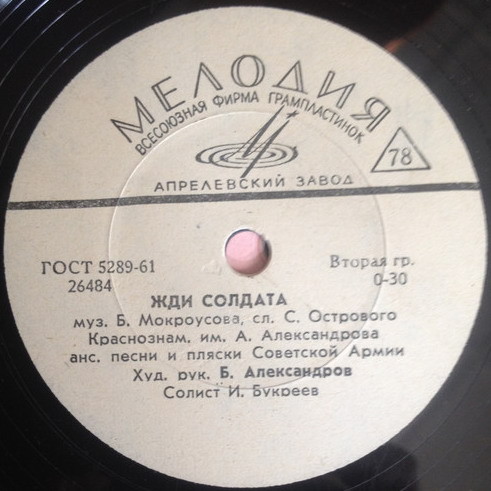 МЕЛОДИЯ
ВСЕСОЮЗНАЯ ФИРМА ГРАМПЛАСТИНОК
78
АПРЕЛЕВСКИЙ ЗАВОД
ГОСТ 5289-61 Вторая гр.
26484 0-30
ЖДИ СОЛДАТА
муз. Б. Мокроусова, сл. С. Острового
Краснознам. им. А. Александрова
анс. песни и пляски Советской Армии
Худ. рук. Б. Александров
Солист И. Букреев